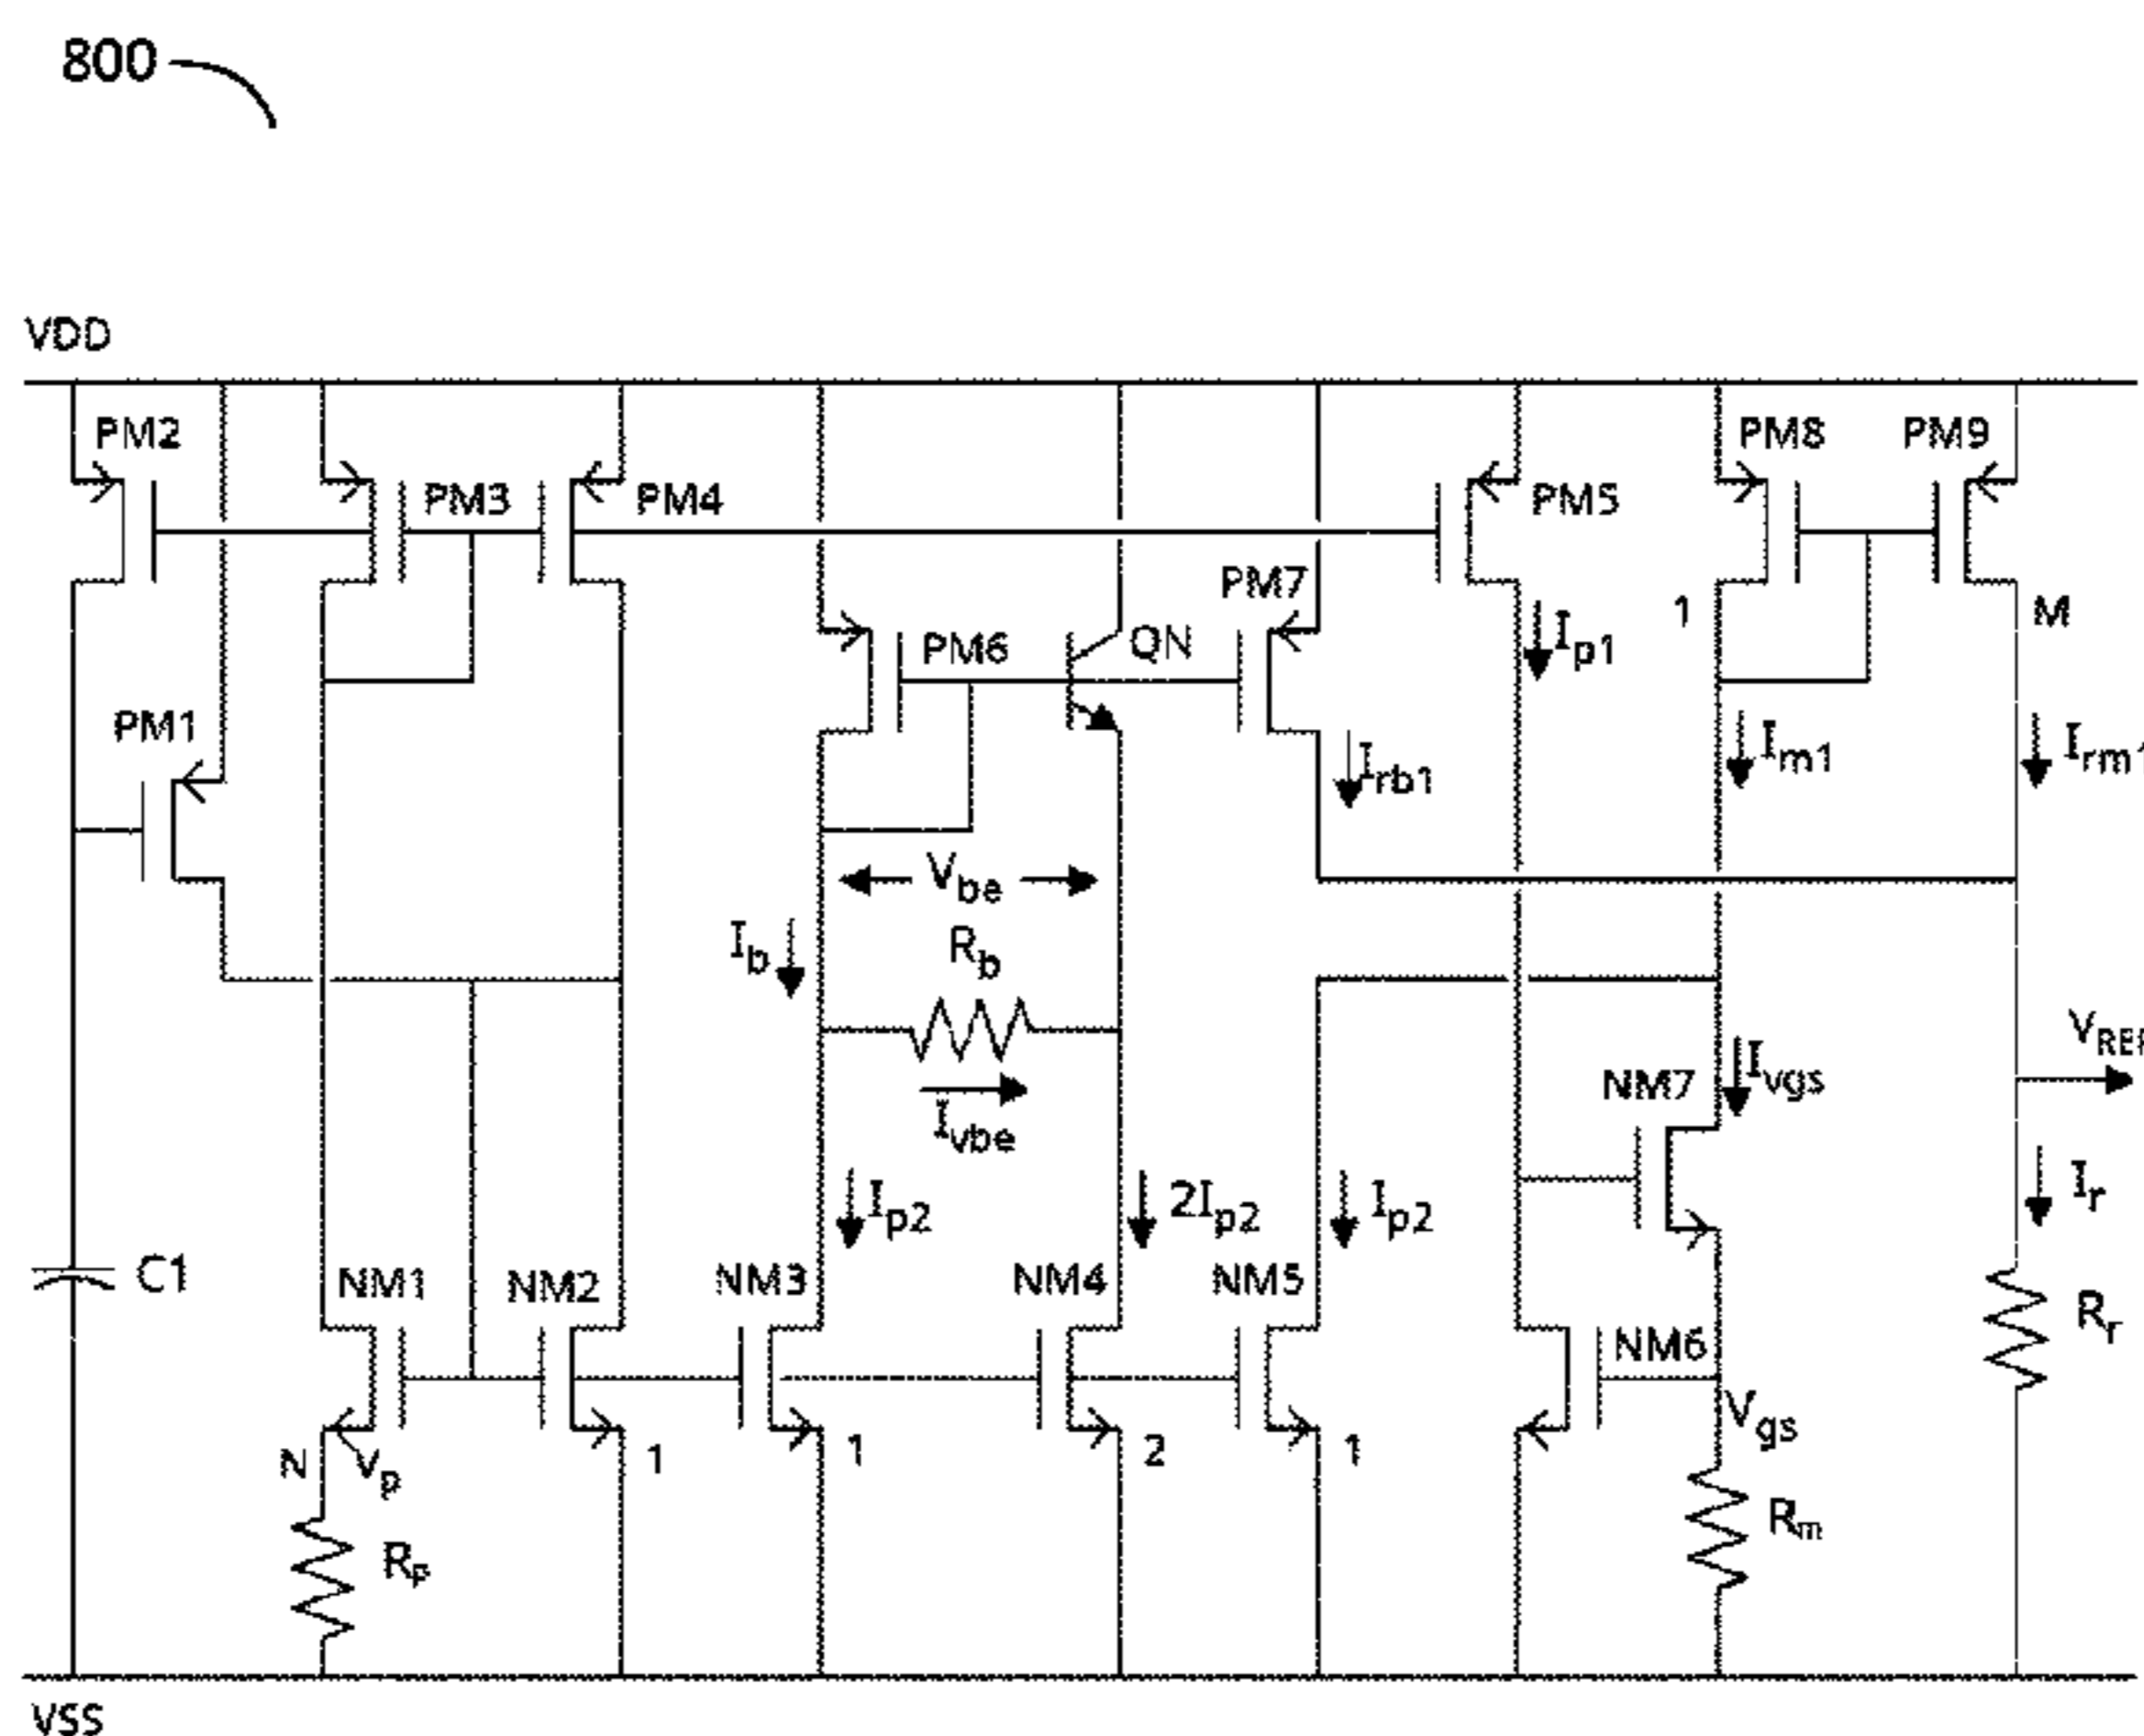 800
VDD
PM2
PM3
PM4
PM5
PM8
PM9
PM7
1
M
PM6
QN
Ip1
PM1
Im1
Irm1
Irb1
Vbe
Ib
Rb
VREF
Ivgs
NM7
Ivbe
Ip2
2Ip2
Ip2
Ir
C1
NM1
NM2
NM3
NM4
NM5
Rr
NM6
Vgs
N
Vp
1
1
2
1
Rm
Rp
VSS